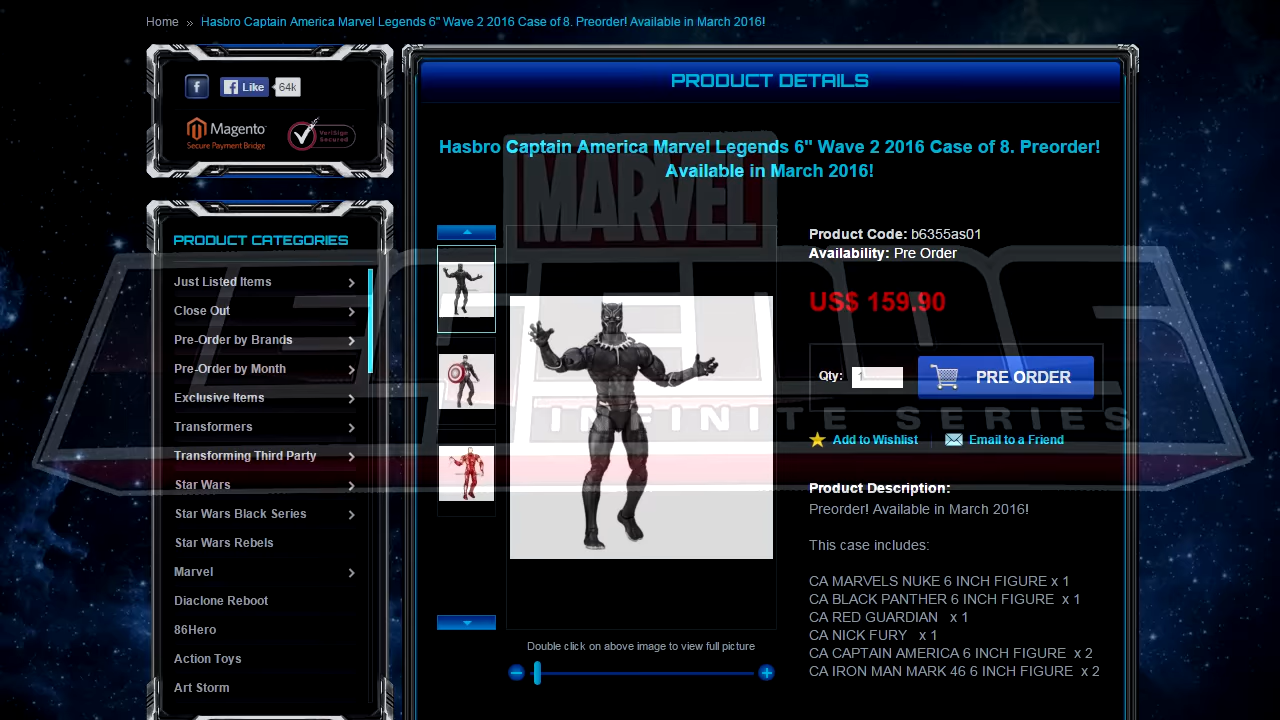 Home » Hasbro Captain America Marvel Legends 6" Wave 2 2016 Case of 8. Preorder! Available in March 2016!
f
f Like 64k
Magento
Secure Payment Bridge
VeriSign
Secured
PRODUCT CATEGORIES
Just Listed Items
Close Out
Pre-Order by Brands
Pre-Order by Month
Exclusive Items
Transformers
Transforming Third Party
Star Wars
Star Wars Black Series
Star Wars Rebels
Marvel
Diaclone Reboot
86Hero
Action Toys
Art Storm
PRODUCT DETAILS
Hasbro Captain America Marvel Legends 6" Wave 2 2016 Case of 8. Preorder!
Available in March 2016!
MARVEL
LEGENDS
INFINITE SERIES
Double click on above image to view full picture
Product Code: b6355as01
Availability: Pre Order
US$ 159.90
Qty: 1 PRE ORDER
Add to Wishlist | Email to a Friend
Product Description:
Preorder! Available in March 2016!
This case includes:
CA MARVELS NUKE 6 INCH FIGURE x 1
CA BLACK PANTHER 6 INCH FIGURE x 1
CA RED GUARDIAN x 1
CA NICK FURY x 1
CA CAPTAIN AMERICA 6 INCH FIGURE x 2
CA IRON MAN MARK 46 6 INCH FIGURE x 2